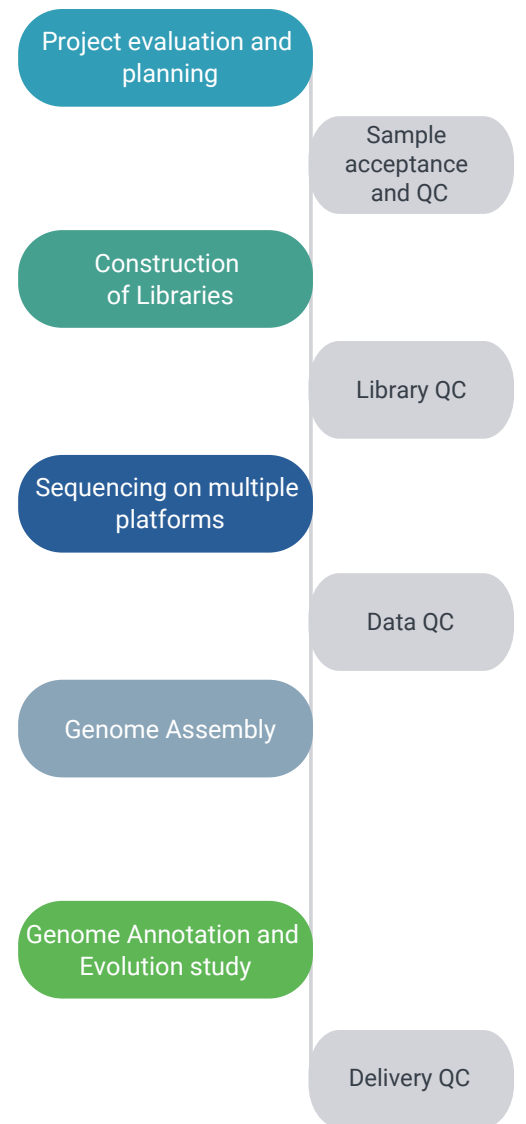 Project evaluation and
planning
Sample
acceptance
and QC
Construction
of Libraries
Library QC
Sequencing on multiple
platforms
Data QC
Genome Assembly
Genome Annotation and
Evolution study
Delivery QC